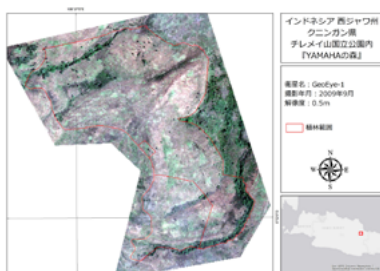 インドネシア 西ジャワ州
クニンガン県
チレメイ山国立公園内
『YAMAHAの森』
衛星名：GeoEye-1
撮影年月：2009年9月
解像度：0.5m
植林範囲
N
W
E
S